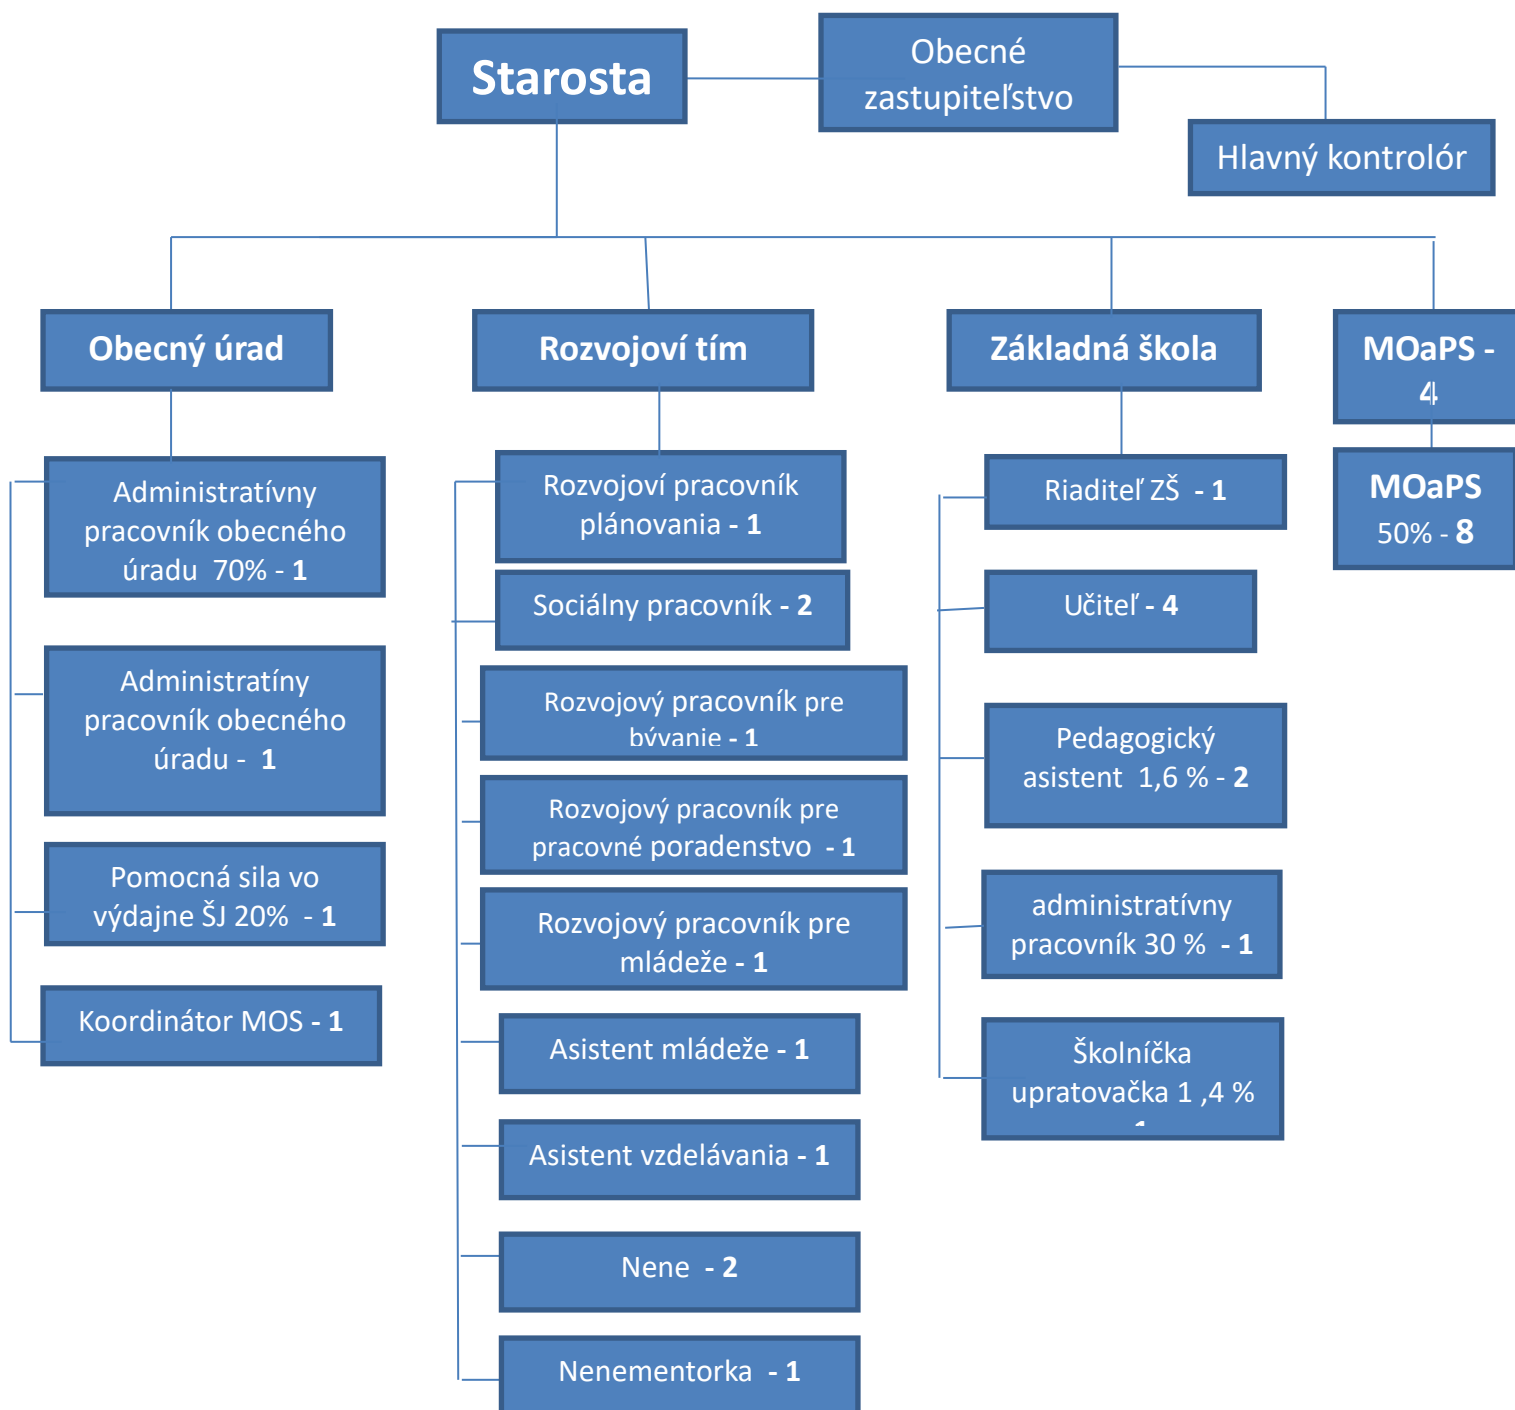 Starosta
Obecné
zastupiteľstvo
Hlavný kontrolór
Obecný úrad
Rozvojoví tím
Základná škola
MOaPS -
4
Administratívny
pracovník obecného
úradu 70% - 1
Administratíny
pracovník obecného
úradu - 1
Pomocná sila vo
výdajne ŠJ 20% - 1
Koordinátor MOS - 1
Rozvojoví pracovník
plánovania - 1
Sociálny pracovník - 2
Rozvojový pracovník pre
bývanie - 1
Rozvojový pracovník pre
pracovné poradenstvo - 1
Rozvojový pracovník pre
mládeže - 1
Asistent mládeže - 1
Asistent vzdelávania - 1
Nene - 2
Nenementorka - 1
Riaditeľ ZŠ - 1
Učiteľ - 4
Pedagogický
asistent 1,6 % - 2
administratívny
pracovník 30 % - 1
Školníčka
upratovačka 1 ,4 %
MOaPS
50% - 8